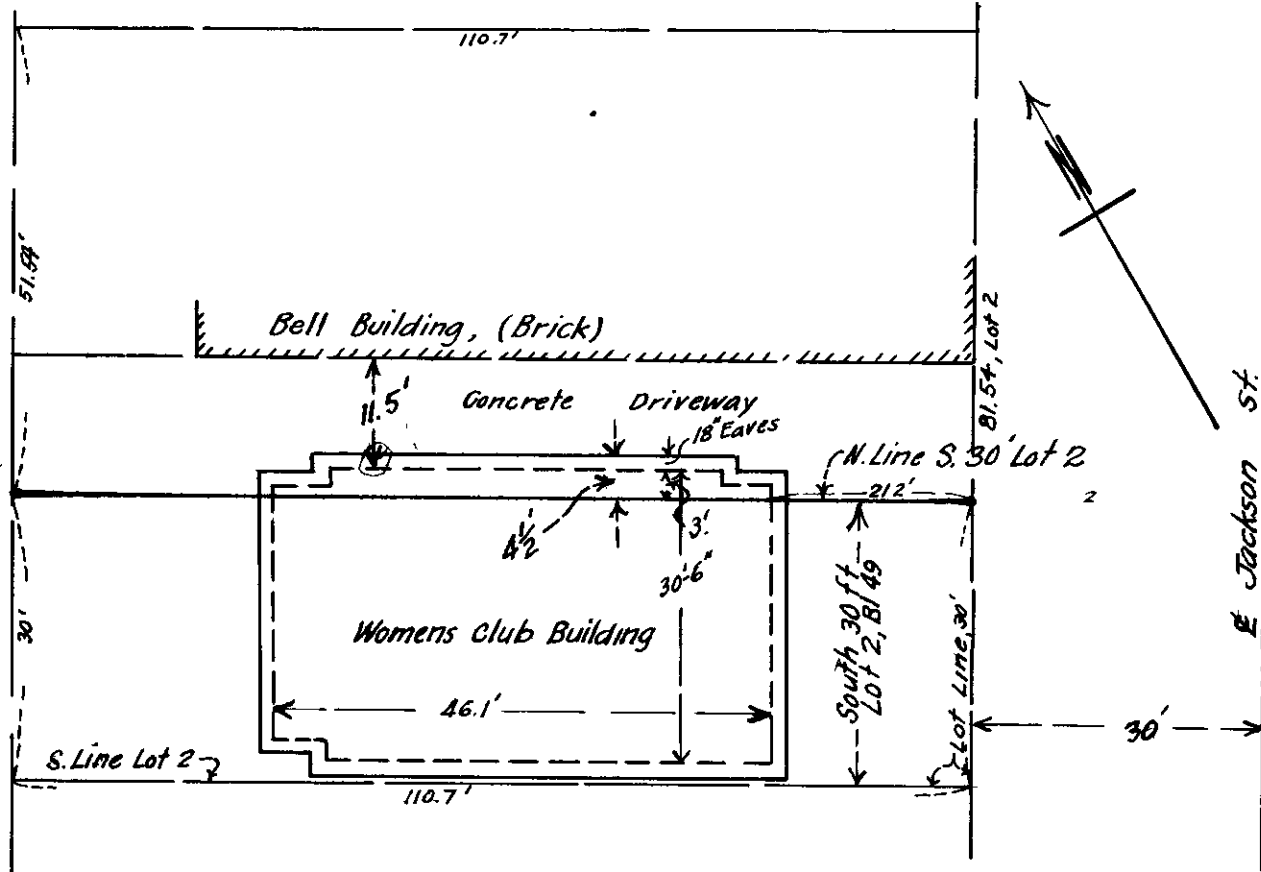 110.7'
N
51.54'
Bell Building, (Brick)
81.54, Lot 2
11.5'
Concrete Driveway
18" Eaves
N. Line S. 30' Lot 2
21.2'
2
4½'
3'
30'-6"
Womens Club Building
South 30 ft
Lot 2, Bl 49
Lot Line, 30'
Jackson St.
30'
46.1'
30'
S. Line Lot 2
110.7'